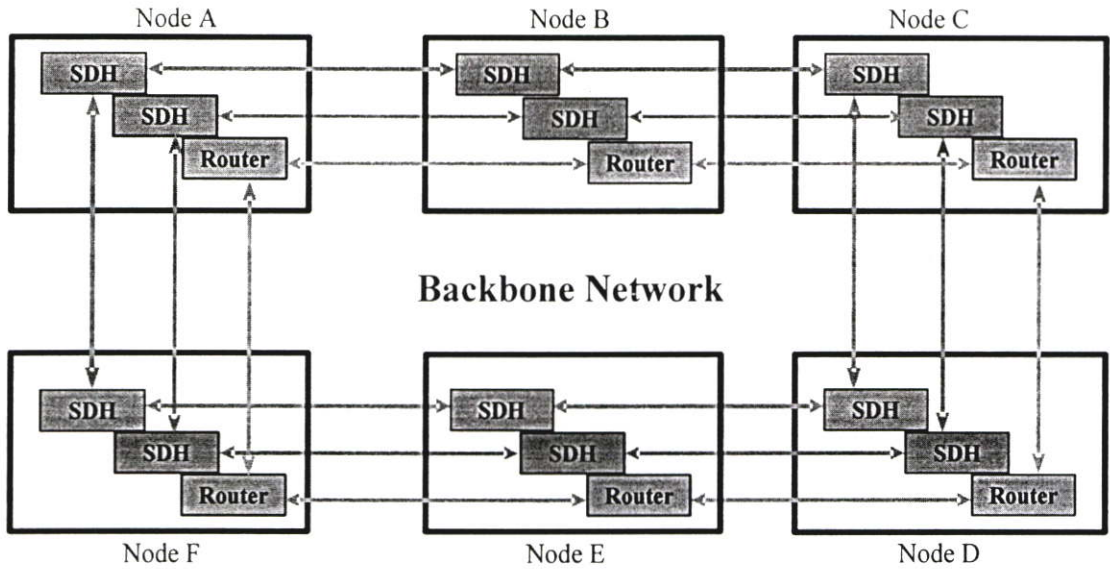 Node A
Node B
Node C
SDH
SDH
Router
SDH
SDH
Router
SDH
SDH
Router
Backbone Network
SDH
SDH
Router
SDH
SDH
Router
SDH
SDH
Router
Node F
Node E
Node D